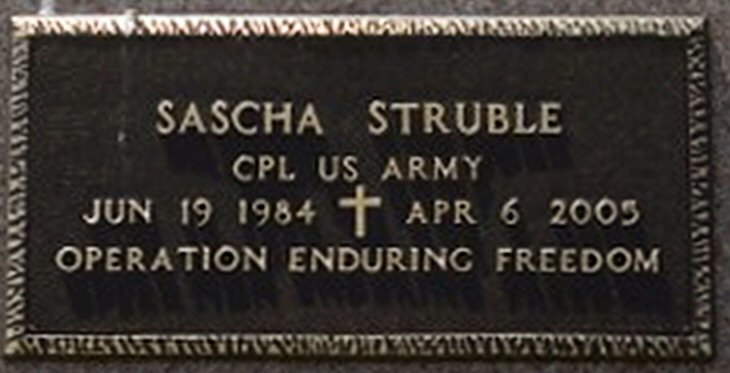 SASCHA STRUBLE
CPL US ARMY
JUN 19 1984 ✝ APR 6 2005
OPERATION ENDURING FREEDOM